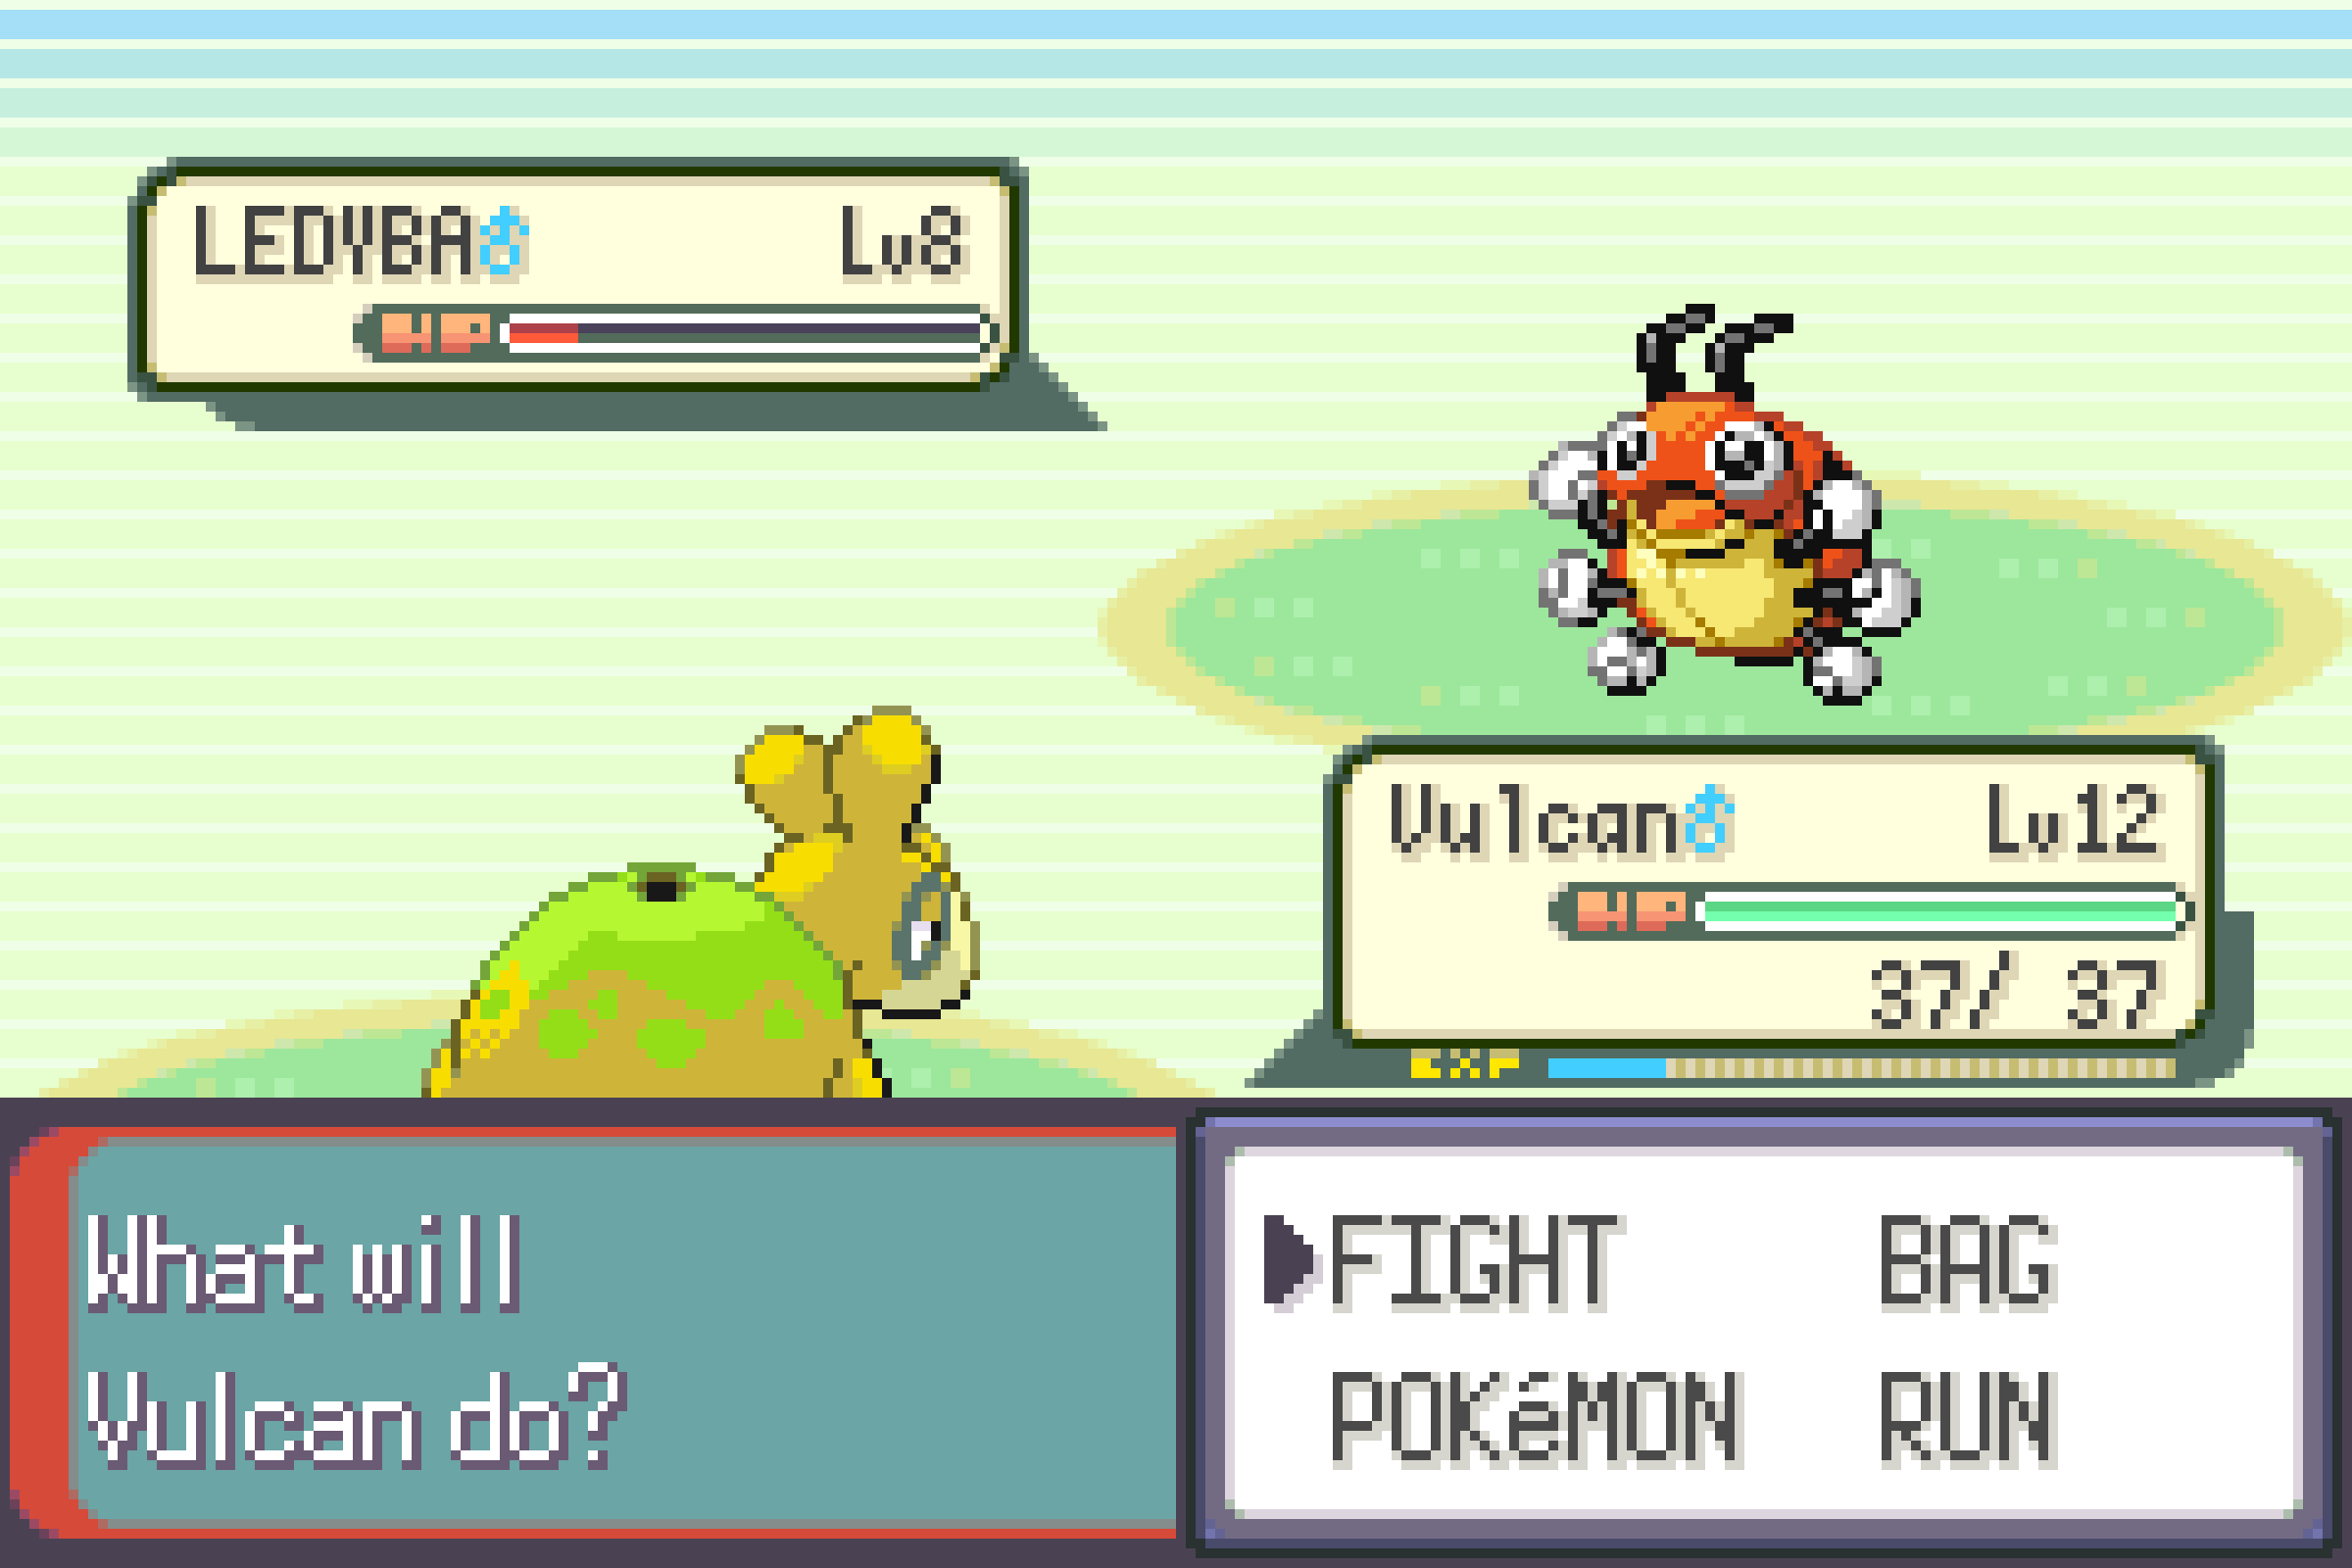 LEDYBA♂ Lv8
HP
Vulcan♂ Lv12
HP
37/ 37
EXP
What will
Vulcan do?
FIGHT BAG
POKéMON RUN